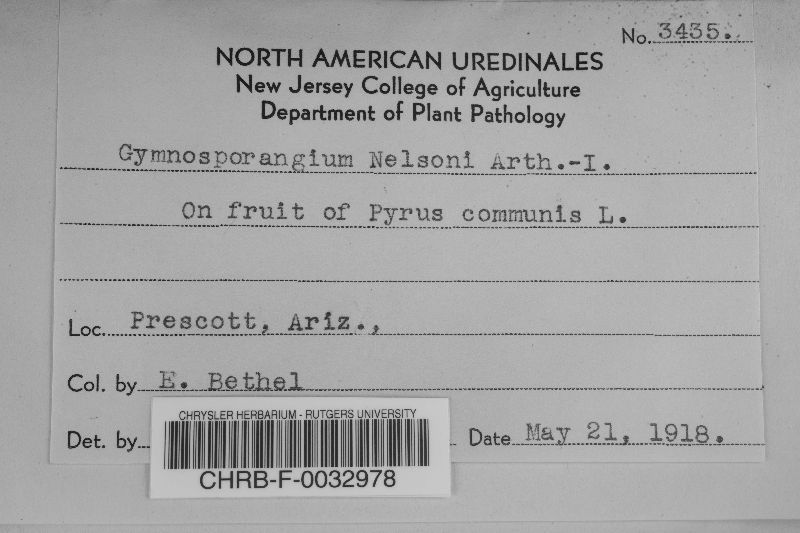 No. 3435.
NORTH AMERICAN UREDINALES
New Jersey College of Agriculture
Department of Plant Pathology
Gymnosporangium Nelsoni Arth.-I.
On fruit of Pyrus communis L.
Loc. Prescott, Ariz.,
Col. by E. Bethel
Det. by
Date May 21, 1918.
CHRYSLER HERBARIUM - RUTGERS UNIVERSITY
CHRB-F-0032978